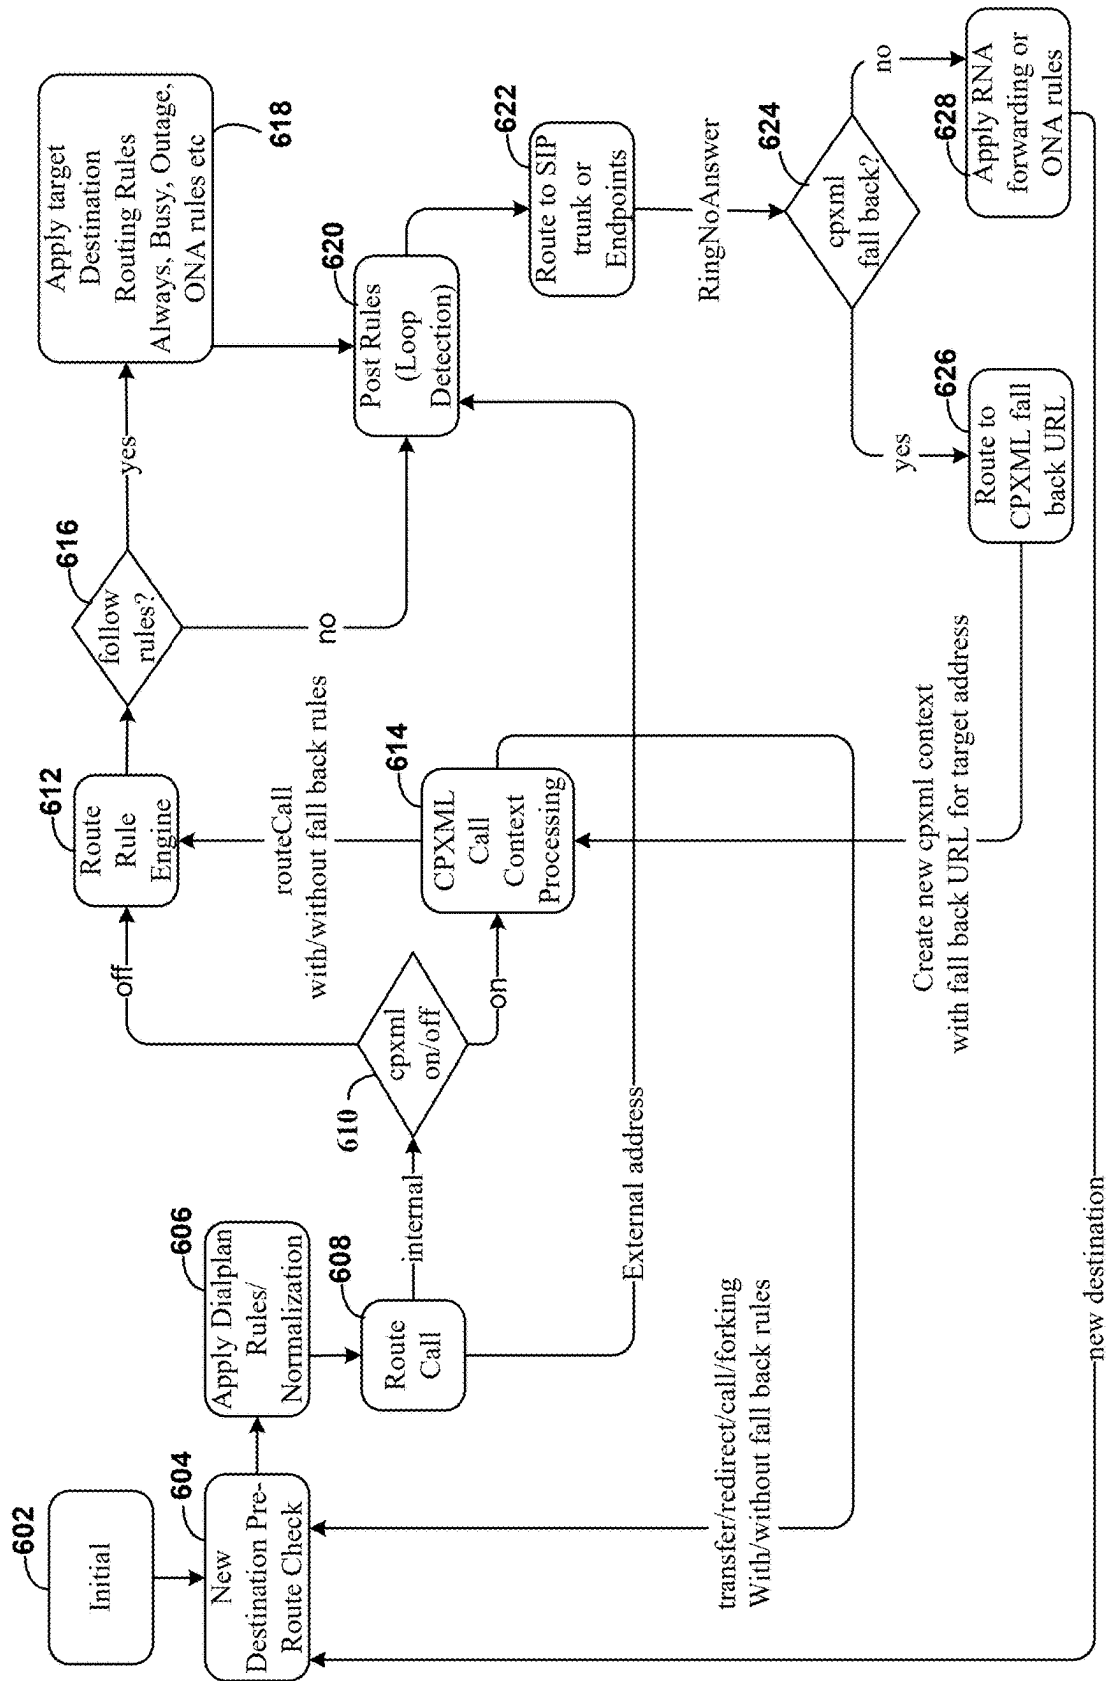 602
Initial
604
New
Destination Pre-
Route Check
606
Apply Dialplan
Rules/
Normalization
608
Route
Call
internal
External address
610
cpxml
on/off
off
on
612
Route
Rule
Engine
routeCall
with/without fall back rules
614
CPXML
Call
Context
Processing
transfer/redirect/call/forking
With/without fall back rules
616
follow
rules?
yes
no
Apply target
Destination
Routing Rules
Always, Busy, Outage,
ONA rules etc
618
620
Post Rules
(Loop
Detection)
622
Route to SIP
trunk or
Endpoints
RingNoAnswer
624
cpxml
fall back?
yes
no
626
Route to
CPXML fall
back URL
Create new cpxml context
with fall back URL for target address
628
Apply RNA
forwarding or
ONA rules
new destination